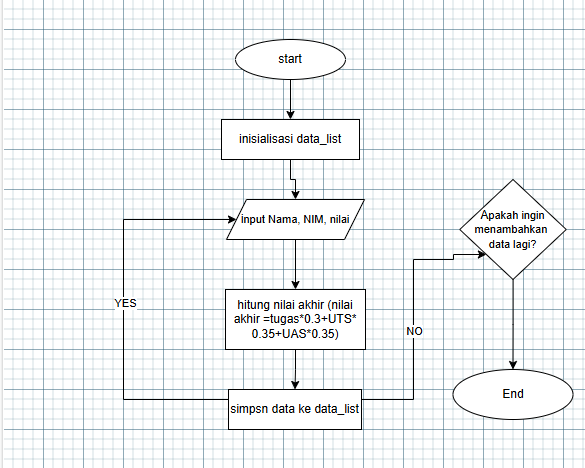 start
inisialisasi data_list
input Nama, NIM, nilai
Apakah ingin
menambahkan
data lagi?
hitung nilai akhir (nilai
akhir =tugas*0.3+UTS*
0.35+UAS*0.35)
YES
NO
simpsn data ke data_list
End